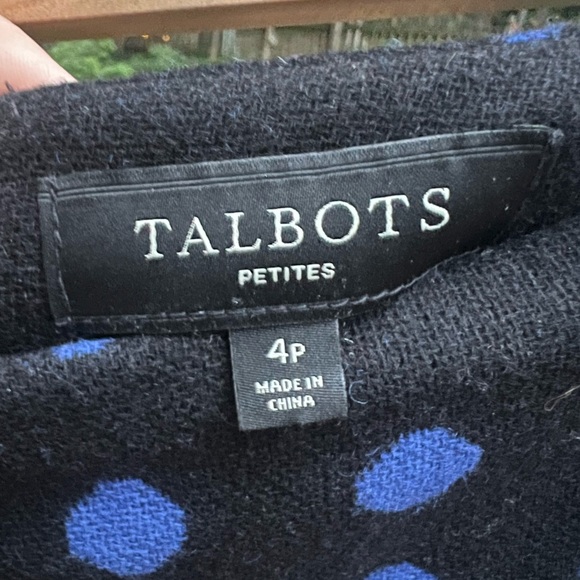 TALBOTS
PETITES
4P
MADE IN
CHINA